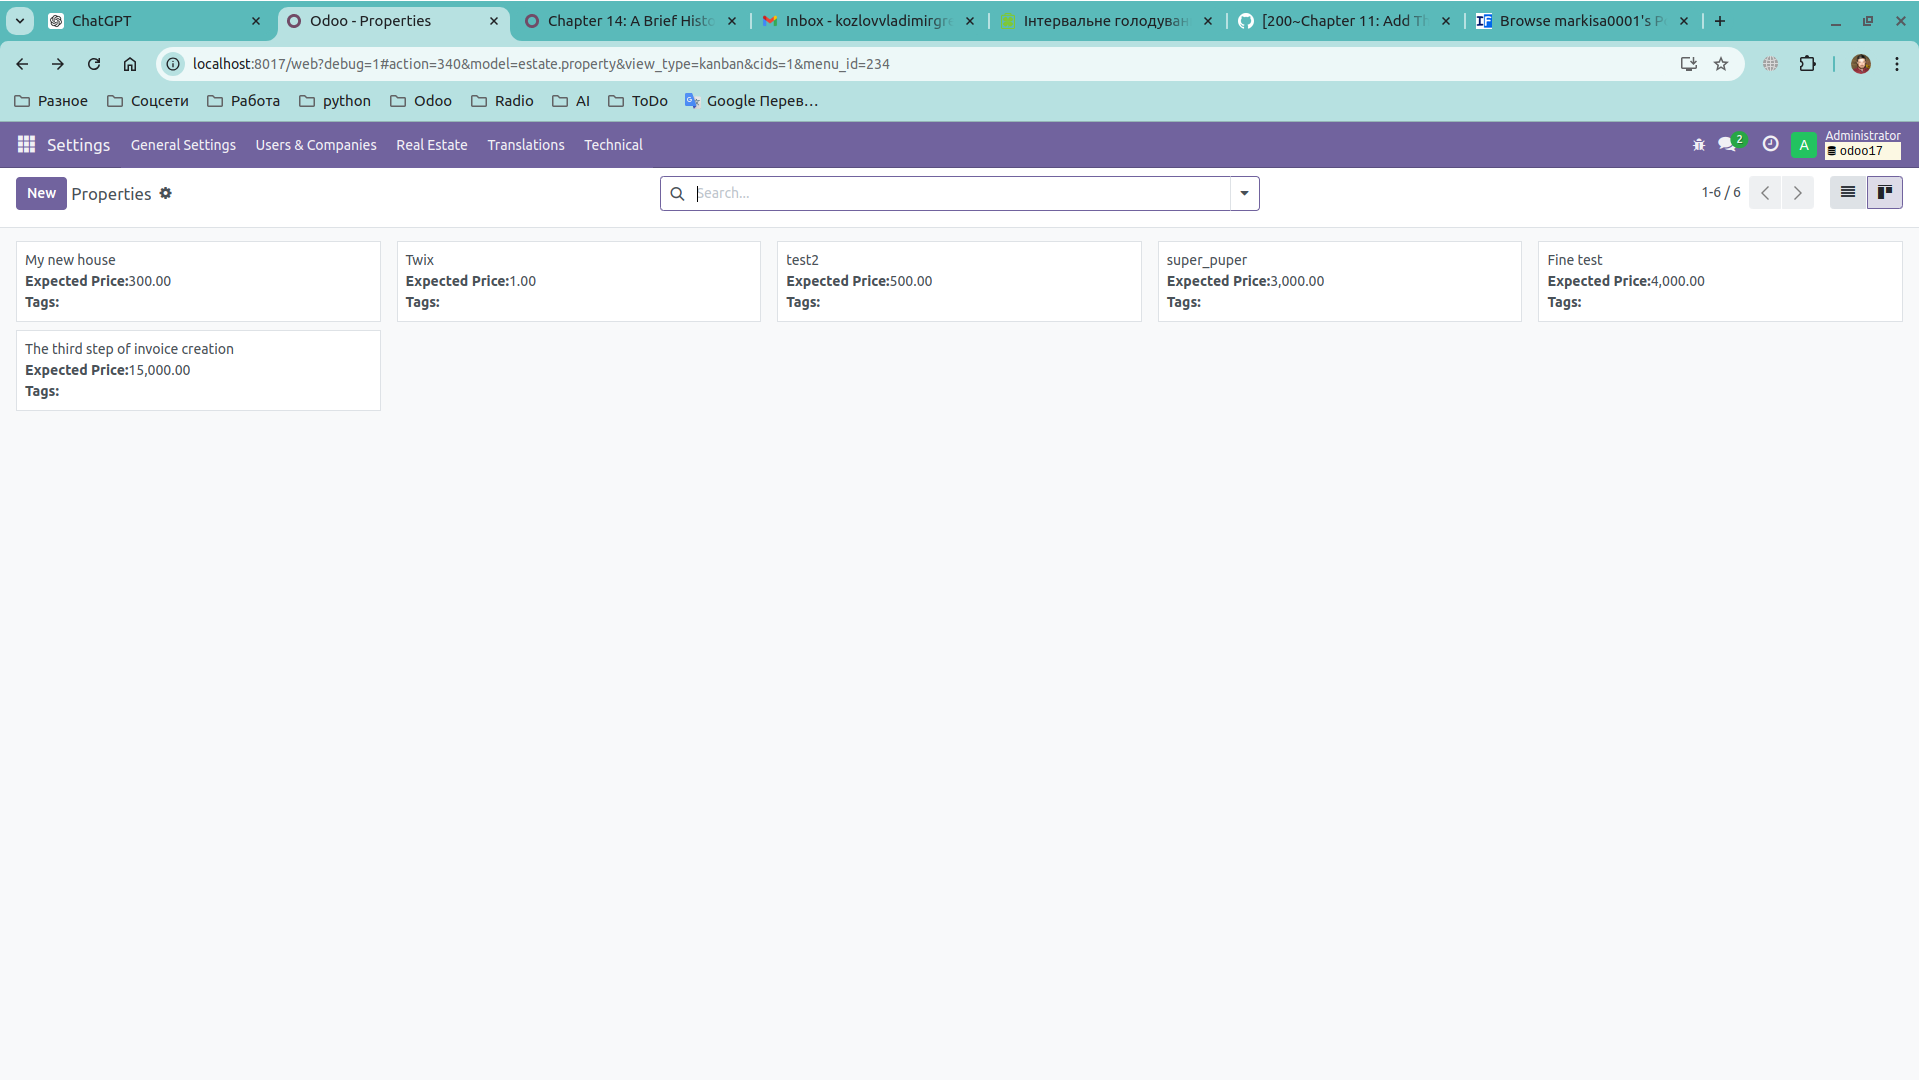 ChatGPT
Odoo - Properties
Chapter 14: A Brief Histo
Inbox - kozlovvladimirgr
Інтервальне голодуван
[200~Chapter 11: Add Th
Browse markisa0001's P
localhost:8017/web?debug=1#action=340&model=estate.property&view_type=kanban&cids=1&menu_id=234
Разное
Соцсети
Работа
python
Odoo
Radio
AI
ToDo
Google Перев…
Settings
General Settings
Users & Companies
Real Estate
Translations
Technical
2
A
Administrator
odoo17
New
Properties
Search...
1-6 / 6
My new house
Expected Price:300.00
Tags:
Twix
Expected Price:1.00
Tags:
test2
Expected Price:500.00
Tags:
super_puper
Expected Price:3,000.00
Tags:
Fine test
Expected Price:4,000.00
Tags:
The third step of invoice creation
Expected Price:15,000.00
Tags: